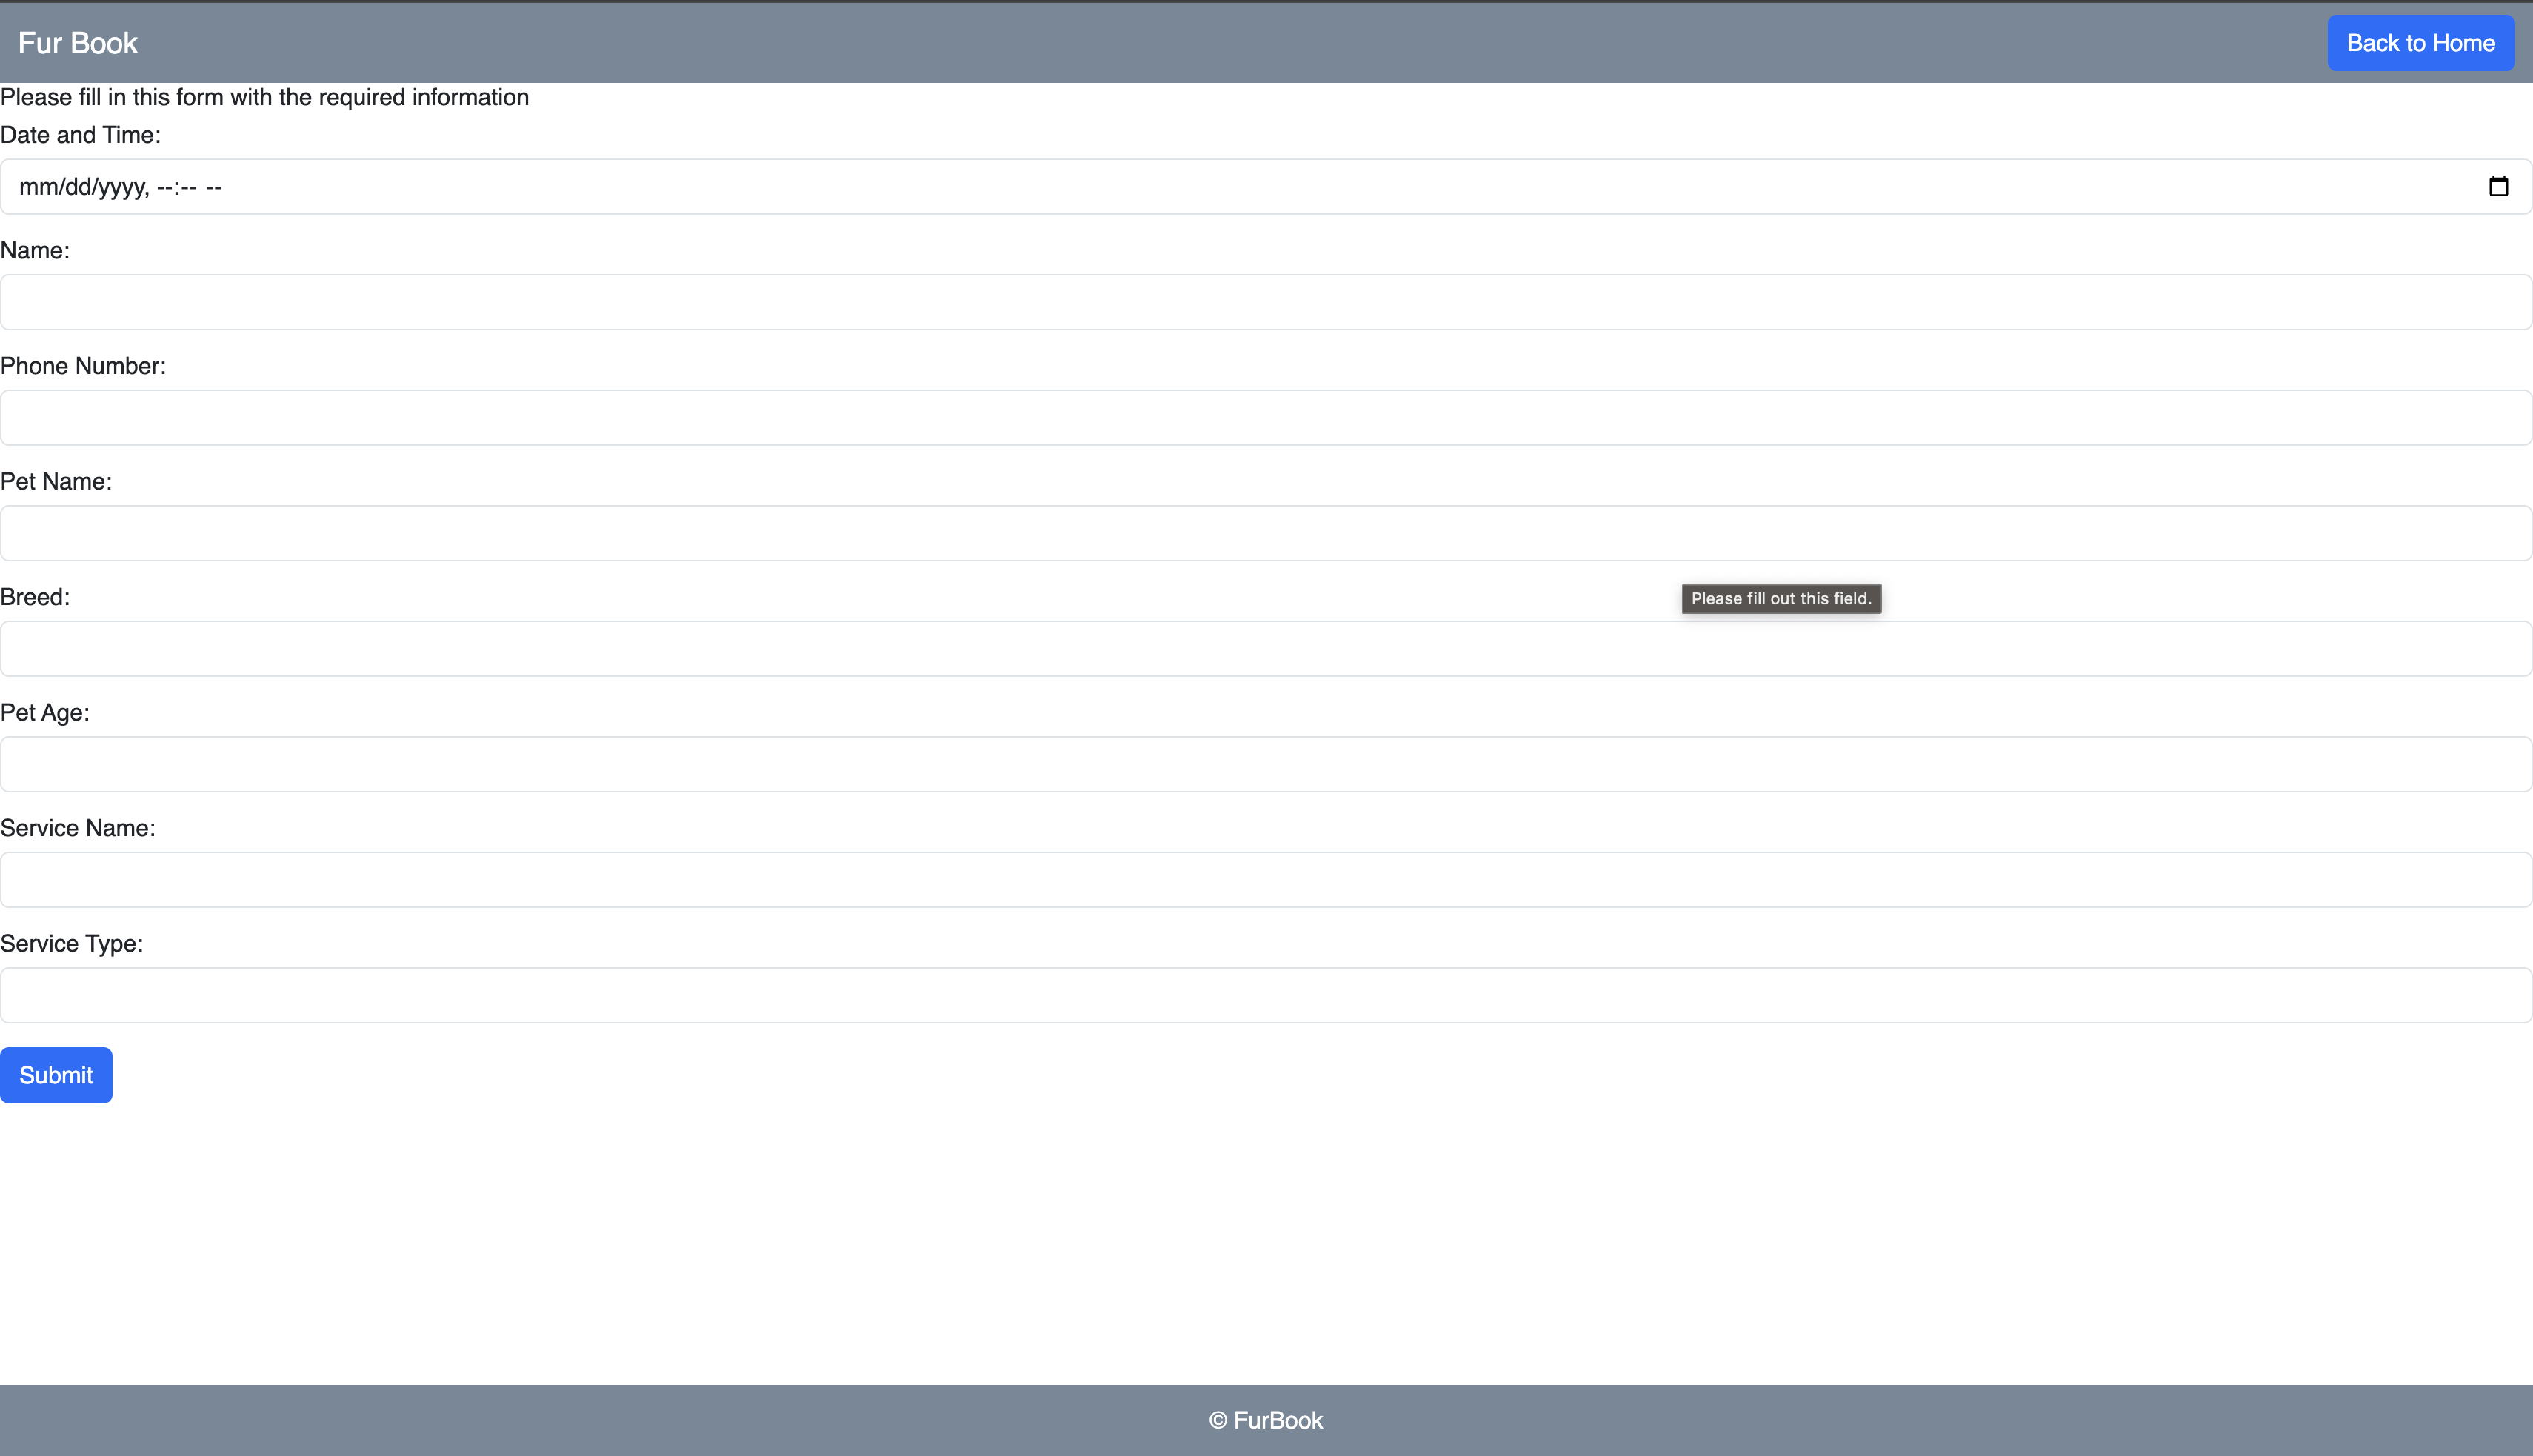 Fur Book
Back to Home
Please fill in this form with the required information
Date and Time:
mm/dd/yyyy, --:-- --
Name:
Phone Number:
Pet Name:
Breed:
Please fill out this field.
Pet Age:
Service Name:
Service Type:
Submit
© FurBook